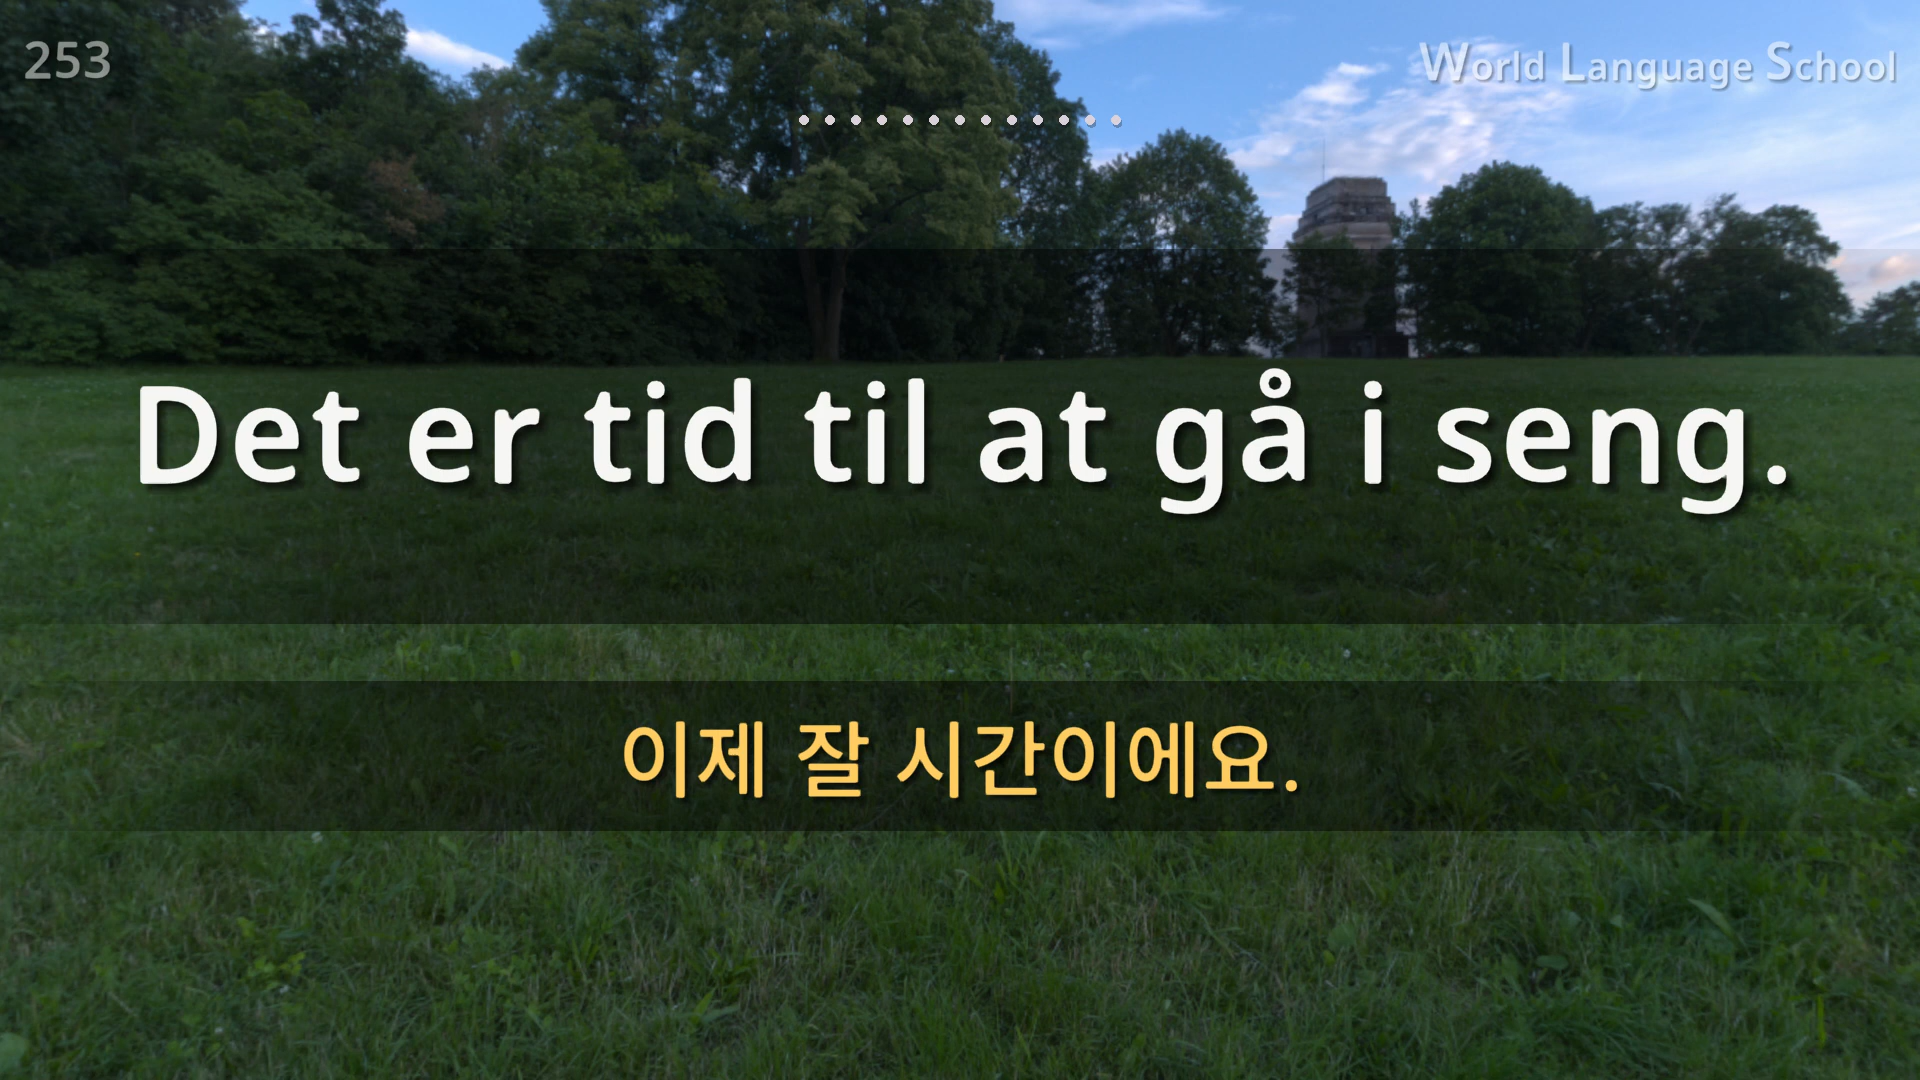 253
World Language School
Det er tid til at gå i seng.
이제 잘 시간이에요.